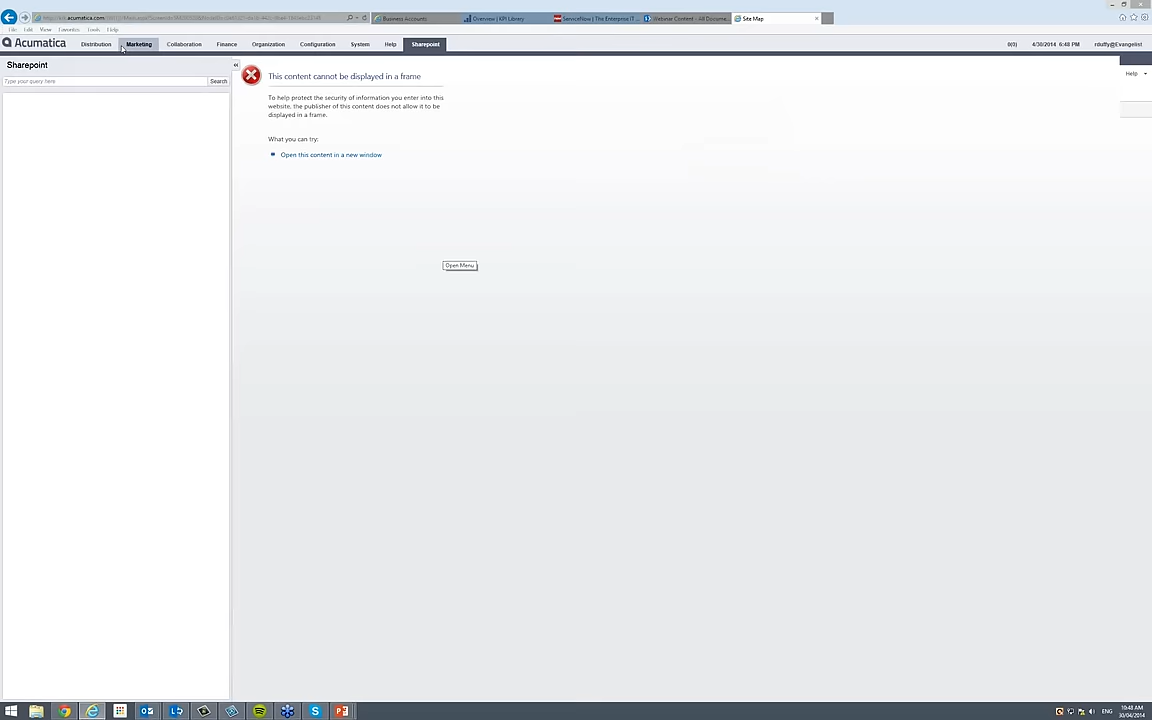 Business Accounts
Overview | KPI Library
ServiceNow | The Enterprise IT ...
Webinar Content - All Docume...
Site Map
File Edit View Favorites Tools Help
Acumatica
Distribution Marketing Collaboration Finance Organization Configuration System Help Sharepoint
0(0) 4/30/2014 6:48 PM rduffy@Evangelist
Sharepoint
Type your query here
Search
Help
This content cannot be displayed in a frame
To help protect the security of information you enter into this
website, the publisher of this content does not allow it to be
displayed in a frame.
What you can try:
Open this content in a new window
Open Menu
ENG
10:48 AM
30/04/2014